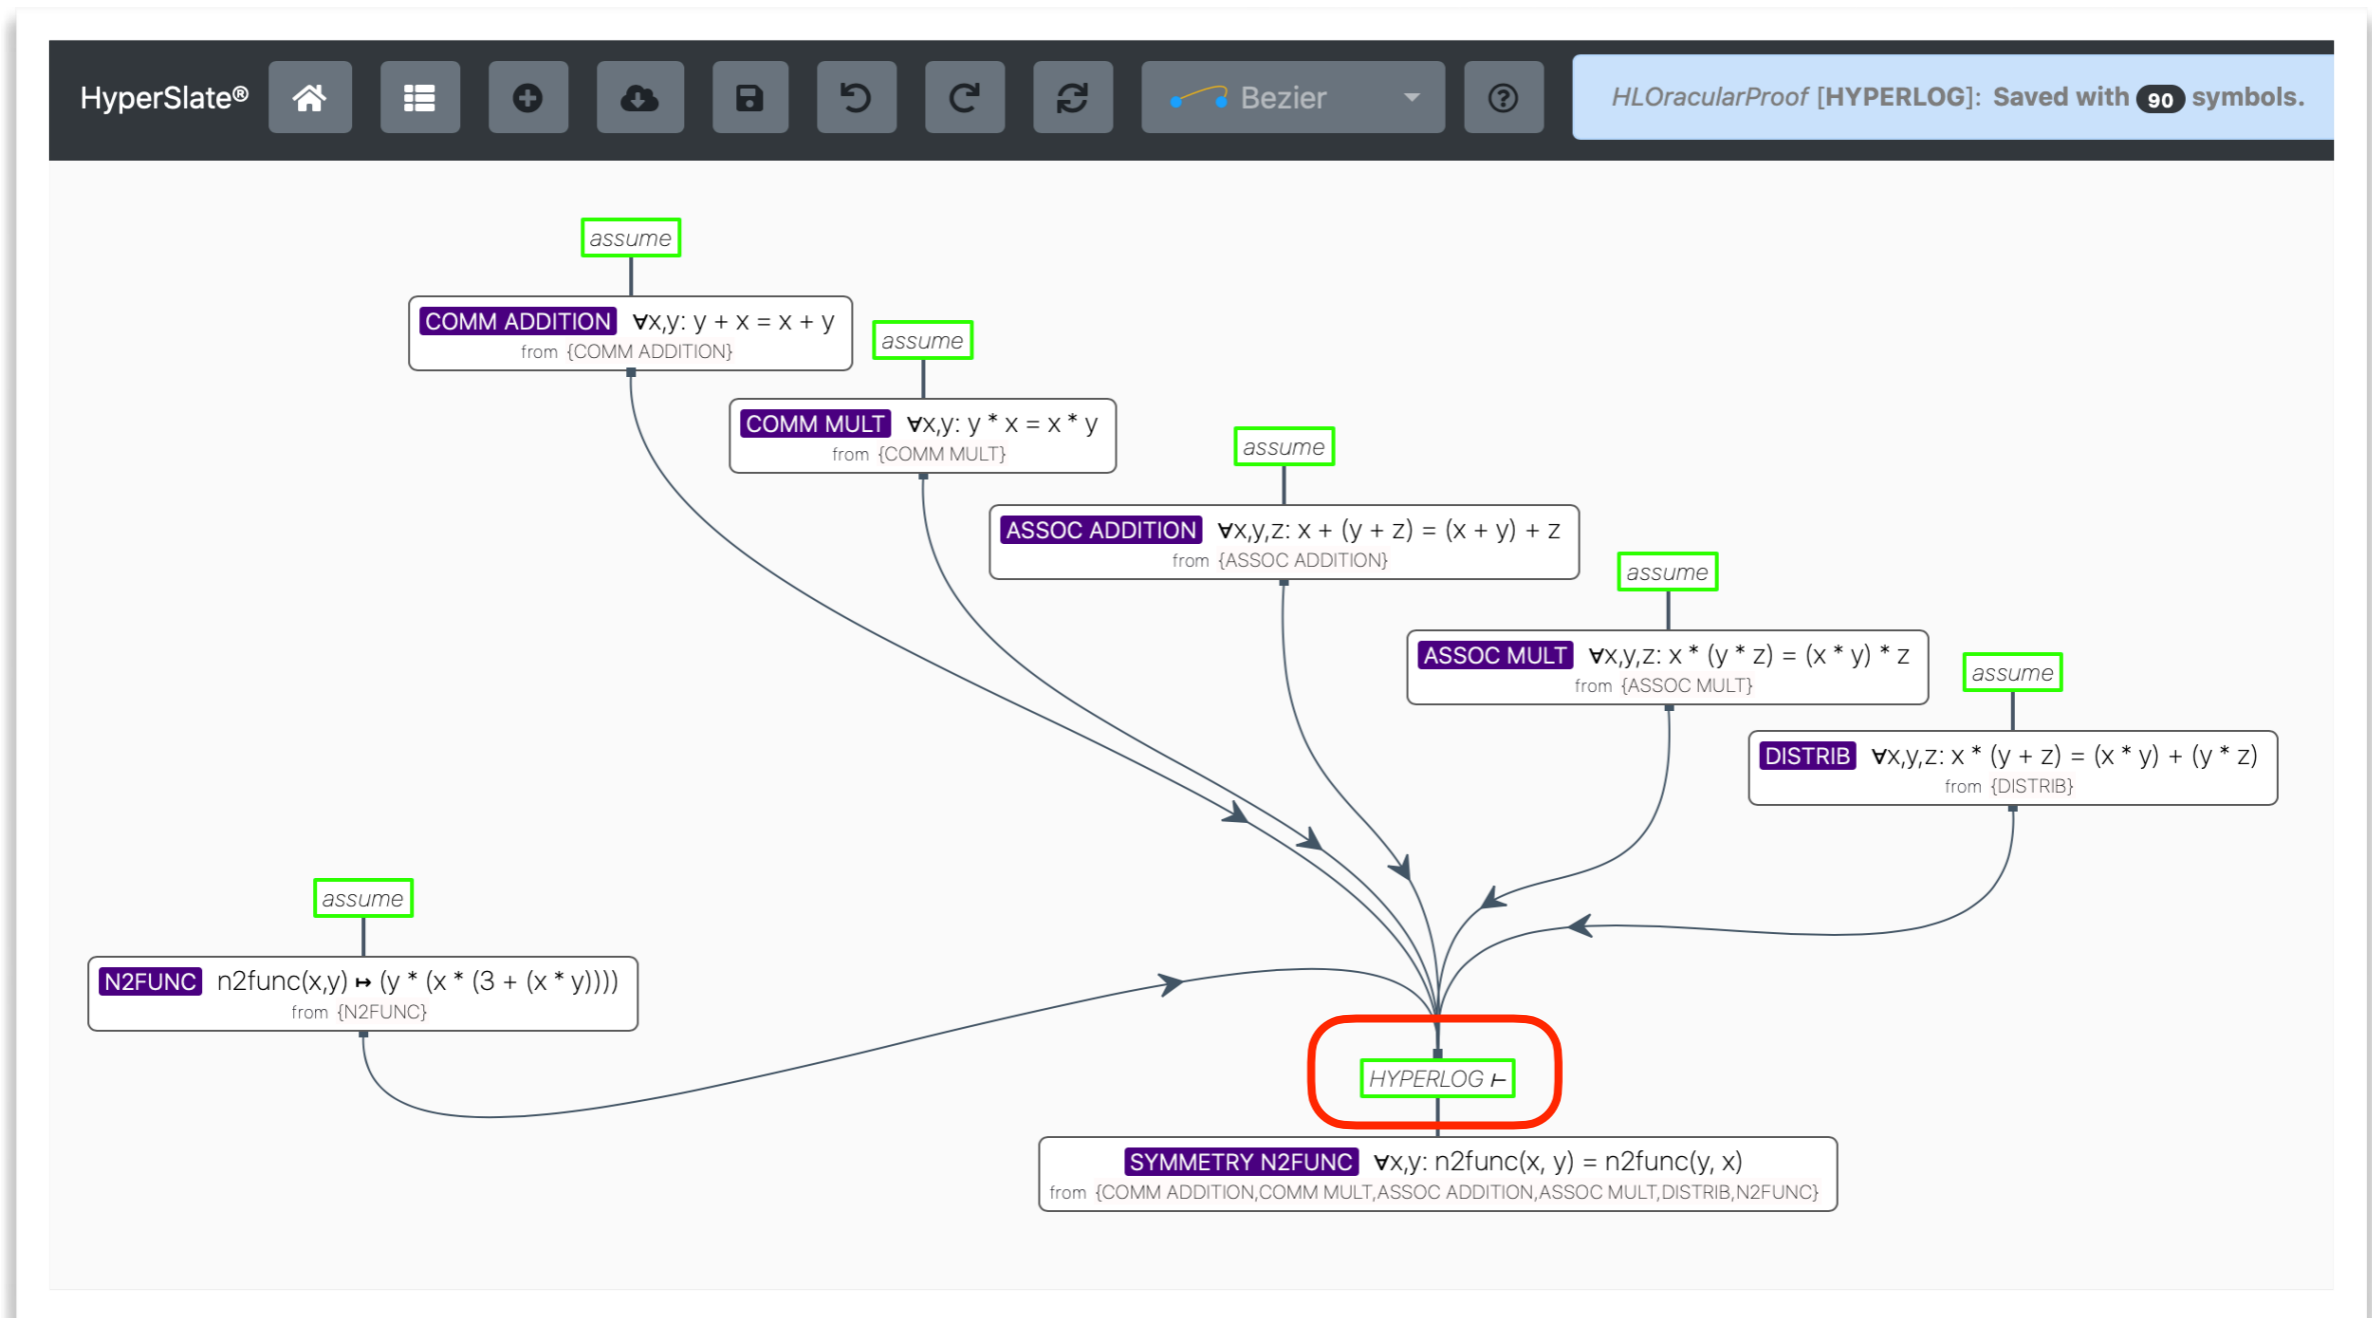 HyperSlate® Bezier HLOracularProof [HYPERLOG]: Saved with 90 symbols.
assume
COMM ADDITION ∀x,y: y + x = x + y
from {COMM ADDITION}
assume
COMM MULT ∀x,y: y * x = x * y
from {COMM MULT}
assume
ASSOC ADDITION ∀x,y,z: x + (y + z) = (x + y) + z
from {ASSOC ADDITION}
assume
ASSOC MULT ∀x,y,z: x * (y * z) = (x * y) * z
from {ASSOC MULT}
assume
DISTRIB ∀x,y,z: x * (y + z) = (x * y) + (y * z)
from {DISTRIB}
assume
N2FUNC n2func(x,y) ↦ (y * (x * (3 + (x * y))))
from {N2FUNC}
HYPERLOG ⊢
SYMMETRY N2FUNC ∀x,y: n2func(x, y) = n2func(y, x)
from {COMM ADDITION,COMM MULT,ASSOC ADDITION,ASSOC MULT,DISTRIB,N2FUNC}